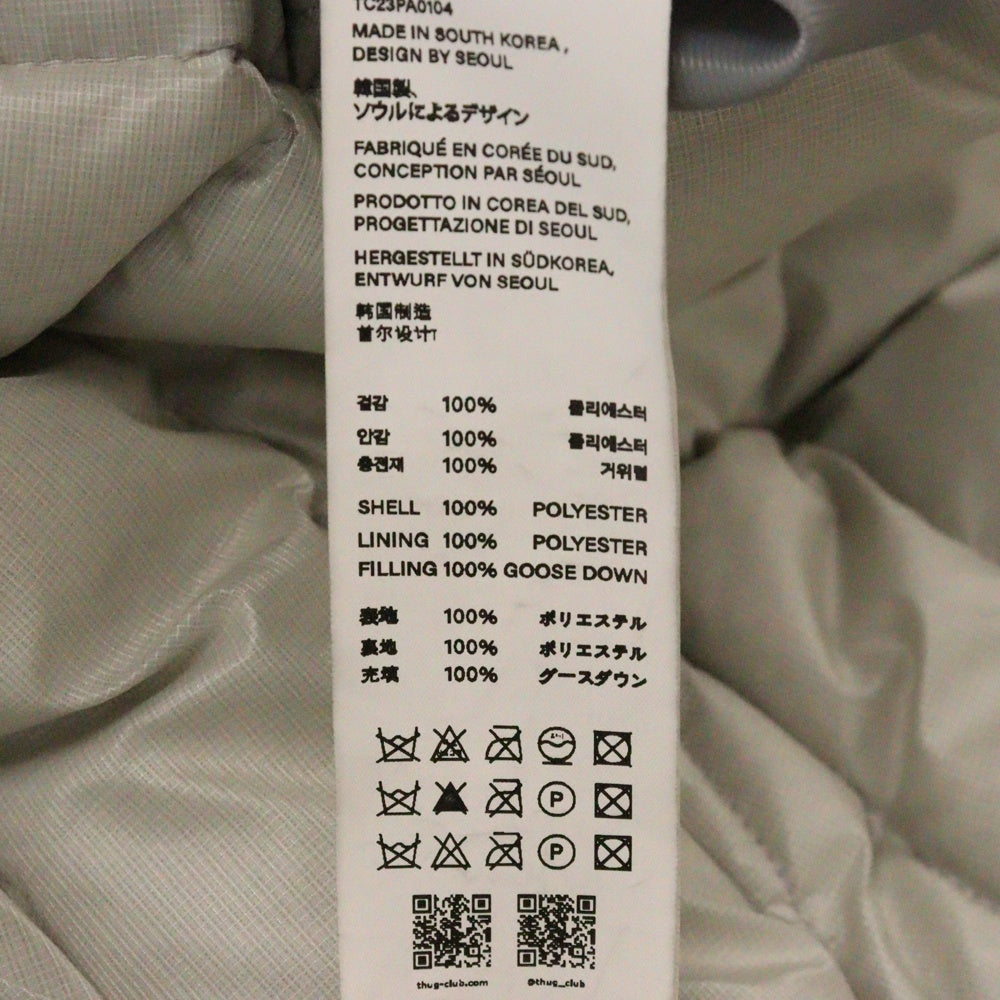 TC23PA0104
MADE IN SOUTH KOREA,
DESIGN BY SEOUL
韓国製、
ソウルによるデザイン
FABRIQUÉ EN CORÉE DU SUD,
CONCEPTION PAR SÉOUL
PRODOTTO IN COREA DEL SUD,
PROGETTAZIONE DI SEOUL
HERGESTELLT IN SÜDKOREA,
ENTWURF VON SEOUL
韩国制造
首尔设计
겉감 100% 폴리에스터
안감 100% 폴리에스터
충전재 100% 거위털
SHELL 100% POLYESTER
LINING 100% POLYESTER
FILLING 100% GOOSE DOWN
表地 100% ポリエステル
裏地 100% ポリエステル
充填 100% グースダウン
P
P
thug-club.com @thug_club